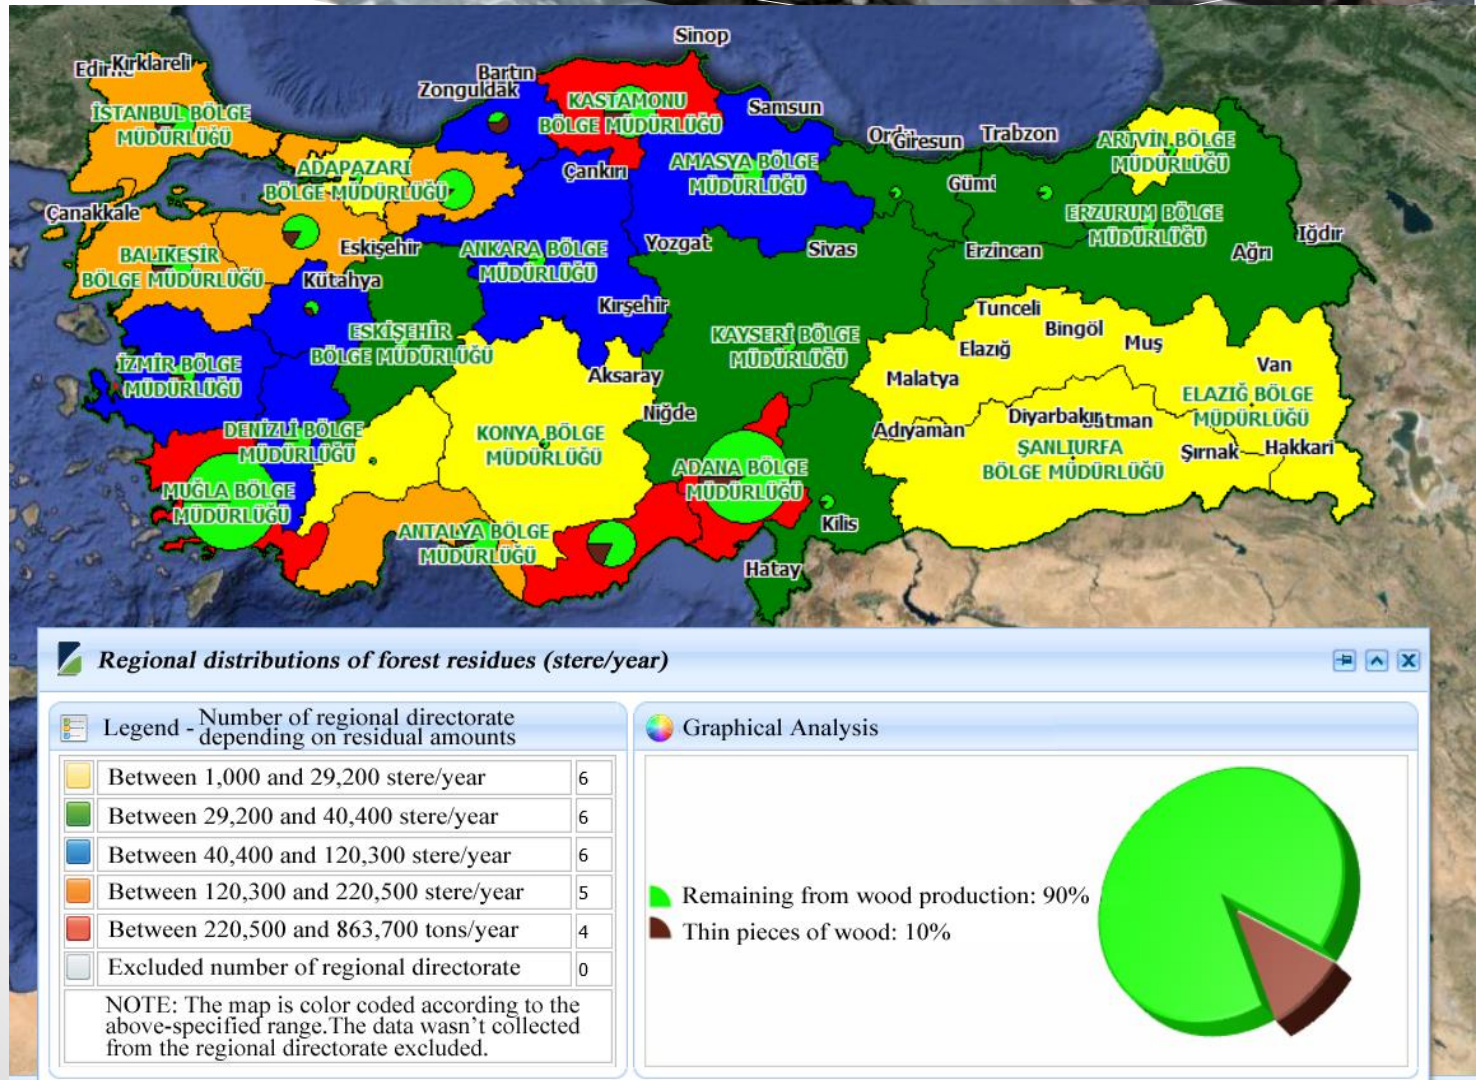 Sinop
Edirne
Kırklareli
Bartın
Zonguldak
İSTANBUL BÖLGE
MÜDÜRLÜĞÜ
KASTAMONU
BÖLGE MÜDÜRLÜĞÜ
Samsun
Ordu
Giresun
Trabzon
ARTVİN BÖLGE
MÜDÜRLÜĞÜ
ADAPAZARI
BÖLGE MÜDÜRLÜĞÜ
Çankırı
AMASYA BÖLGE
MÜDÜRLÜĞÜ
Gümü
Çanakkale
ERZURUM BÖLGE
MÜDÜRLÜĞÜ
Iğdır
BALIKESİR
BÖLGE MÜDÜRLÜĞÜ
Eskişehir
ANKARA BÖLGE
MÜDÜRLÜĞÜ
Yozgat
Sivas
Erzincan
Ağrı
Kütahya
Kırşehir
Tunceli
Bingöl
Muş
ESKİŞEHİR
BÖLGE MÜDÜRLÜĞÜ
KAYSERİ BÖLGE
MÜDÜRLÜĞÜ
Elazığ
Van
İZMİR BÖLGE
MÜDÜRLÜĞÜ
Aksaray
Malatya
ELAZIĞ BÖLGE
MÜDÜRLÜĞÜ
Niğde
DENİZLİ BÖLGE
MÜDÜRLÜĞÜ
KONYA BÖLGE
MÜDÜRLÜĞÜ
Adıyaman
Diyarbakır
Batman
ŞANLIURFA
BÖLGE MÜDÜRLÜĞÜ
Şırnak
Hakkari
ADANA BÖLGE
MÜDÜRLÜĞÜ
MUĞLA BÖLGE
MÜDÜRLÜĞÜ
ANTALYA BÖLGE
MÜDÜRLÜĞÜ
Kilis
Hatay
Regional distributions of forest residues (stere/year)
Legend - Number of regional directorate
depending on residual amounts
Between 1,000 and 29,200 stere/year 6
Between 29,200 and 40,400 stere/year 6
Between 40,400 and 120,300 stere/year 6
Between 120,300 and 220,500 stere/year 5
Between 220,500 and 863,700 tons/year 4
Excluded number of regional directorate 0
NOTE: The map is color coded according to the
above-specified range.The data wasn't collected
from the regional directorate excluded.
Graphical Analysis
Remaining from wood production: 90%
Thin pieces of wood: 10%